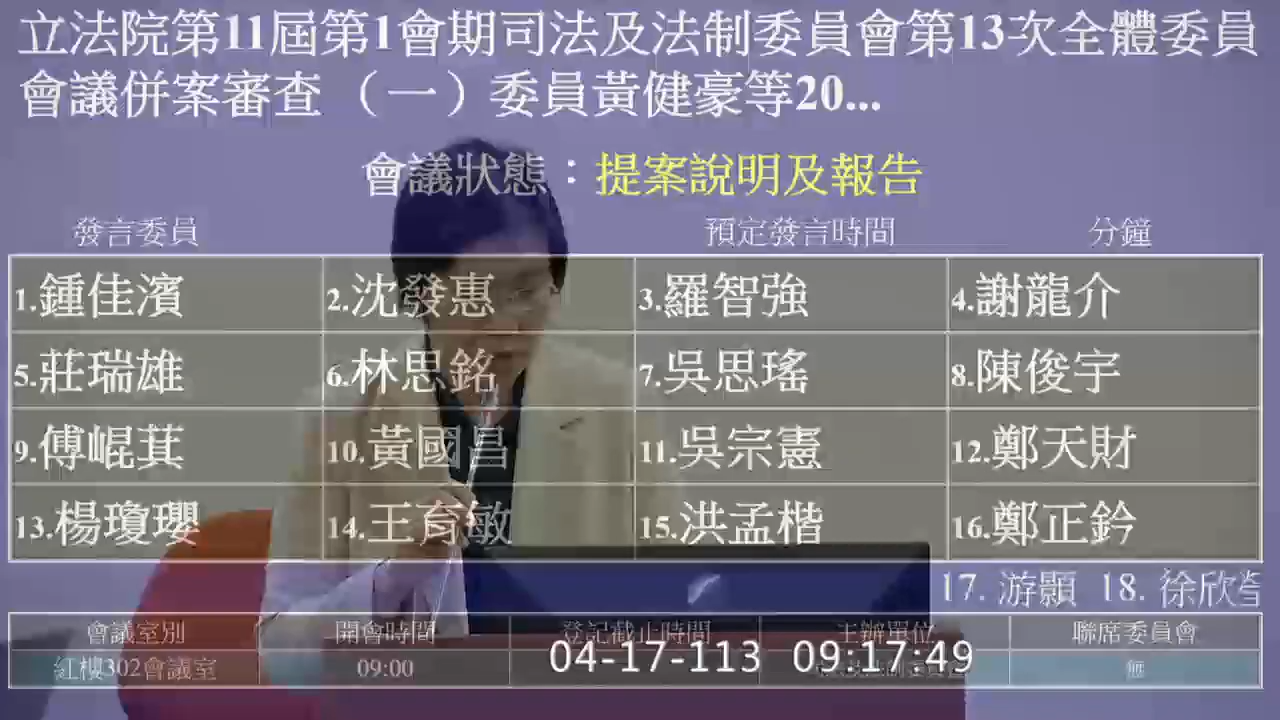 立法院第11屆第1會期司法及法制委員會第13次全體委員
會議併案審查 （一）委員黃健豪等20...
會議狀態：提案說明及報告
發言委員 預定發言時間 分鐘
1.鍾佳濱 2.沈發惠 3.羅智強 4.謝龍介
5.莊瑞雄 6.林思銘 7.吳思瑤 8.陳俊宇
9.傅崐萁 10.黃國昌 11.吳宗憲 12.鄭天財
13.楊瓊瓔 14.王育敏 15.洪孟楷 16.鄭正鈐
17. 游顥 18. 徐欣瑩
會議室別 開會時間 登記截止時間 主辦單位 聯席委員會
紅樓302會議室 09:00 無
04-17-113 09:17:49